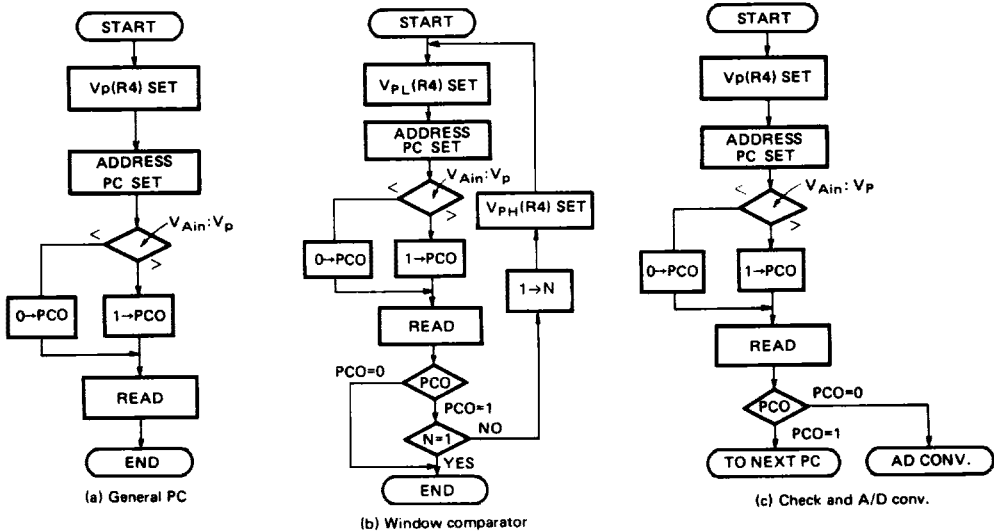 START
Vp(R4) SET
ADDRESS
PC SET
VAin:Vp
<
>
0→PCO
1→PCO
READ
END
(a) General PC
START
VPL(R4) SET
ADDRESS
PC SET
VAin:Vp
<
>
VPH(R4) SET
0→PCO
1→PCO
1→N
READ
PCO=0
PCO
PCO=1
N=1
NO
YES
END
(b) Window comparator
START
Vp(R4) SET
ADDRESS
PC SET
<
VAin:VP
>
0→PCO
1→PCO
READ
PCO
PCO=0
PCO=1
TO NEXT PC
AD CONV.
(c) Check and A/D conv.